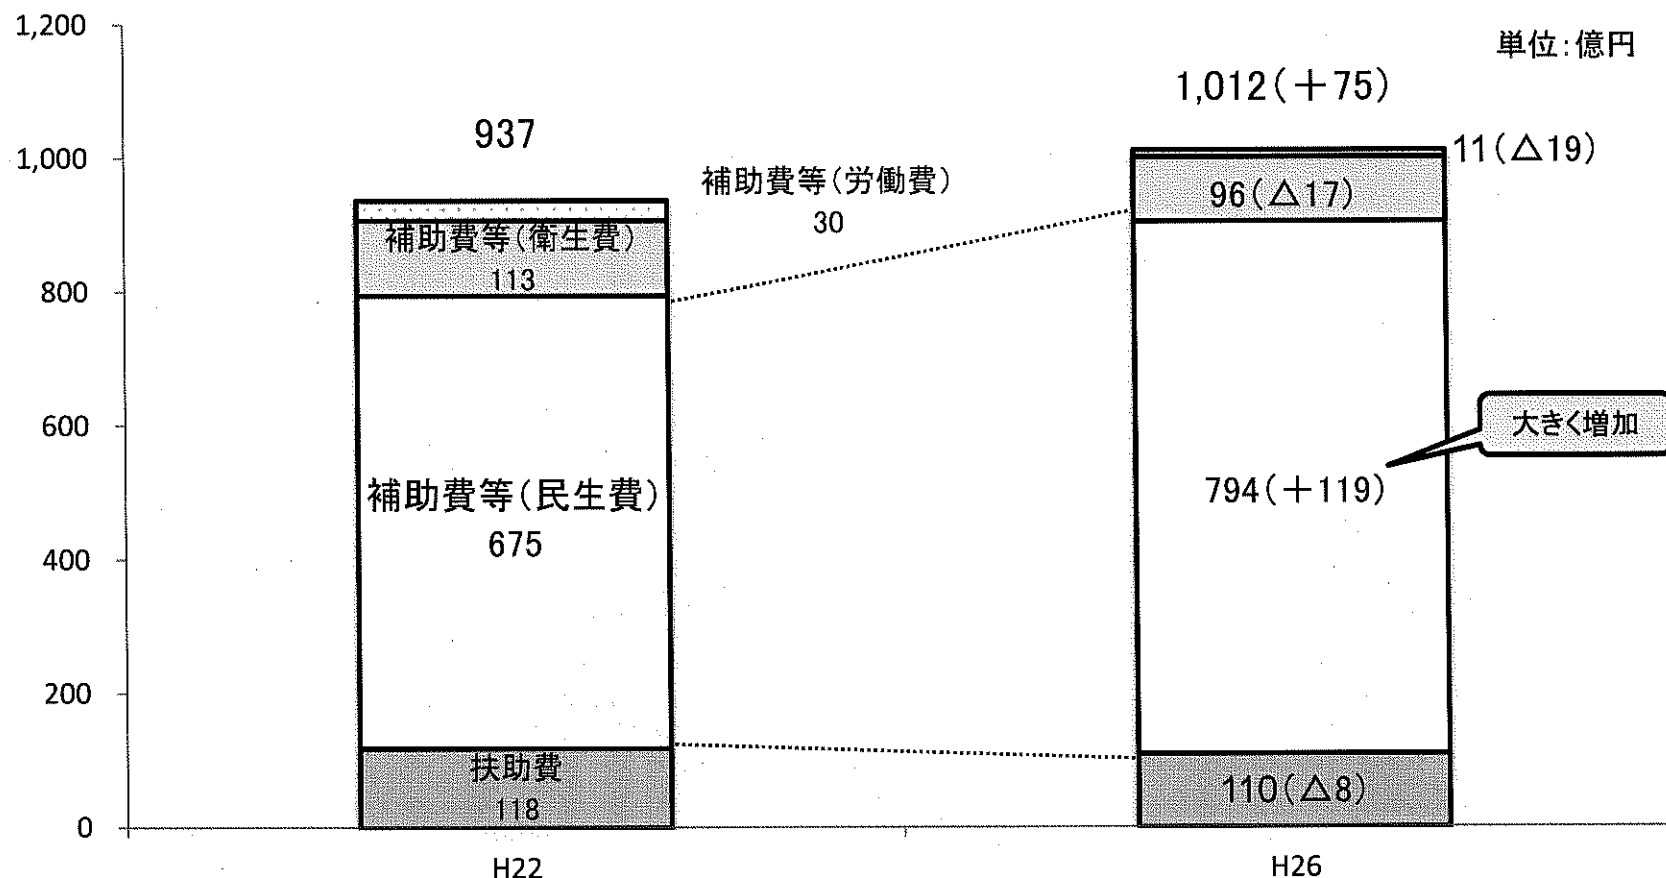 単位:億円
1,200
1,000
800
600
400
200
0
937
補助費等(労働費)
30
補助費等(衛生費)
113
補助費等(民生費)
675
扶助費
118
H22
1,012(+75)
11(△19)
96(△17)
大きく増加
794(+119)
110(△8)
H26